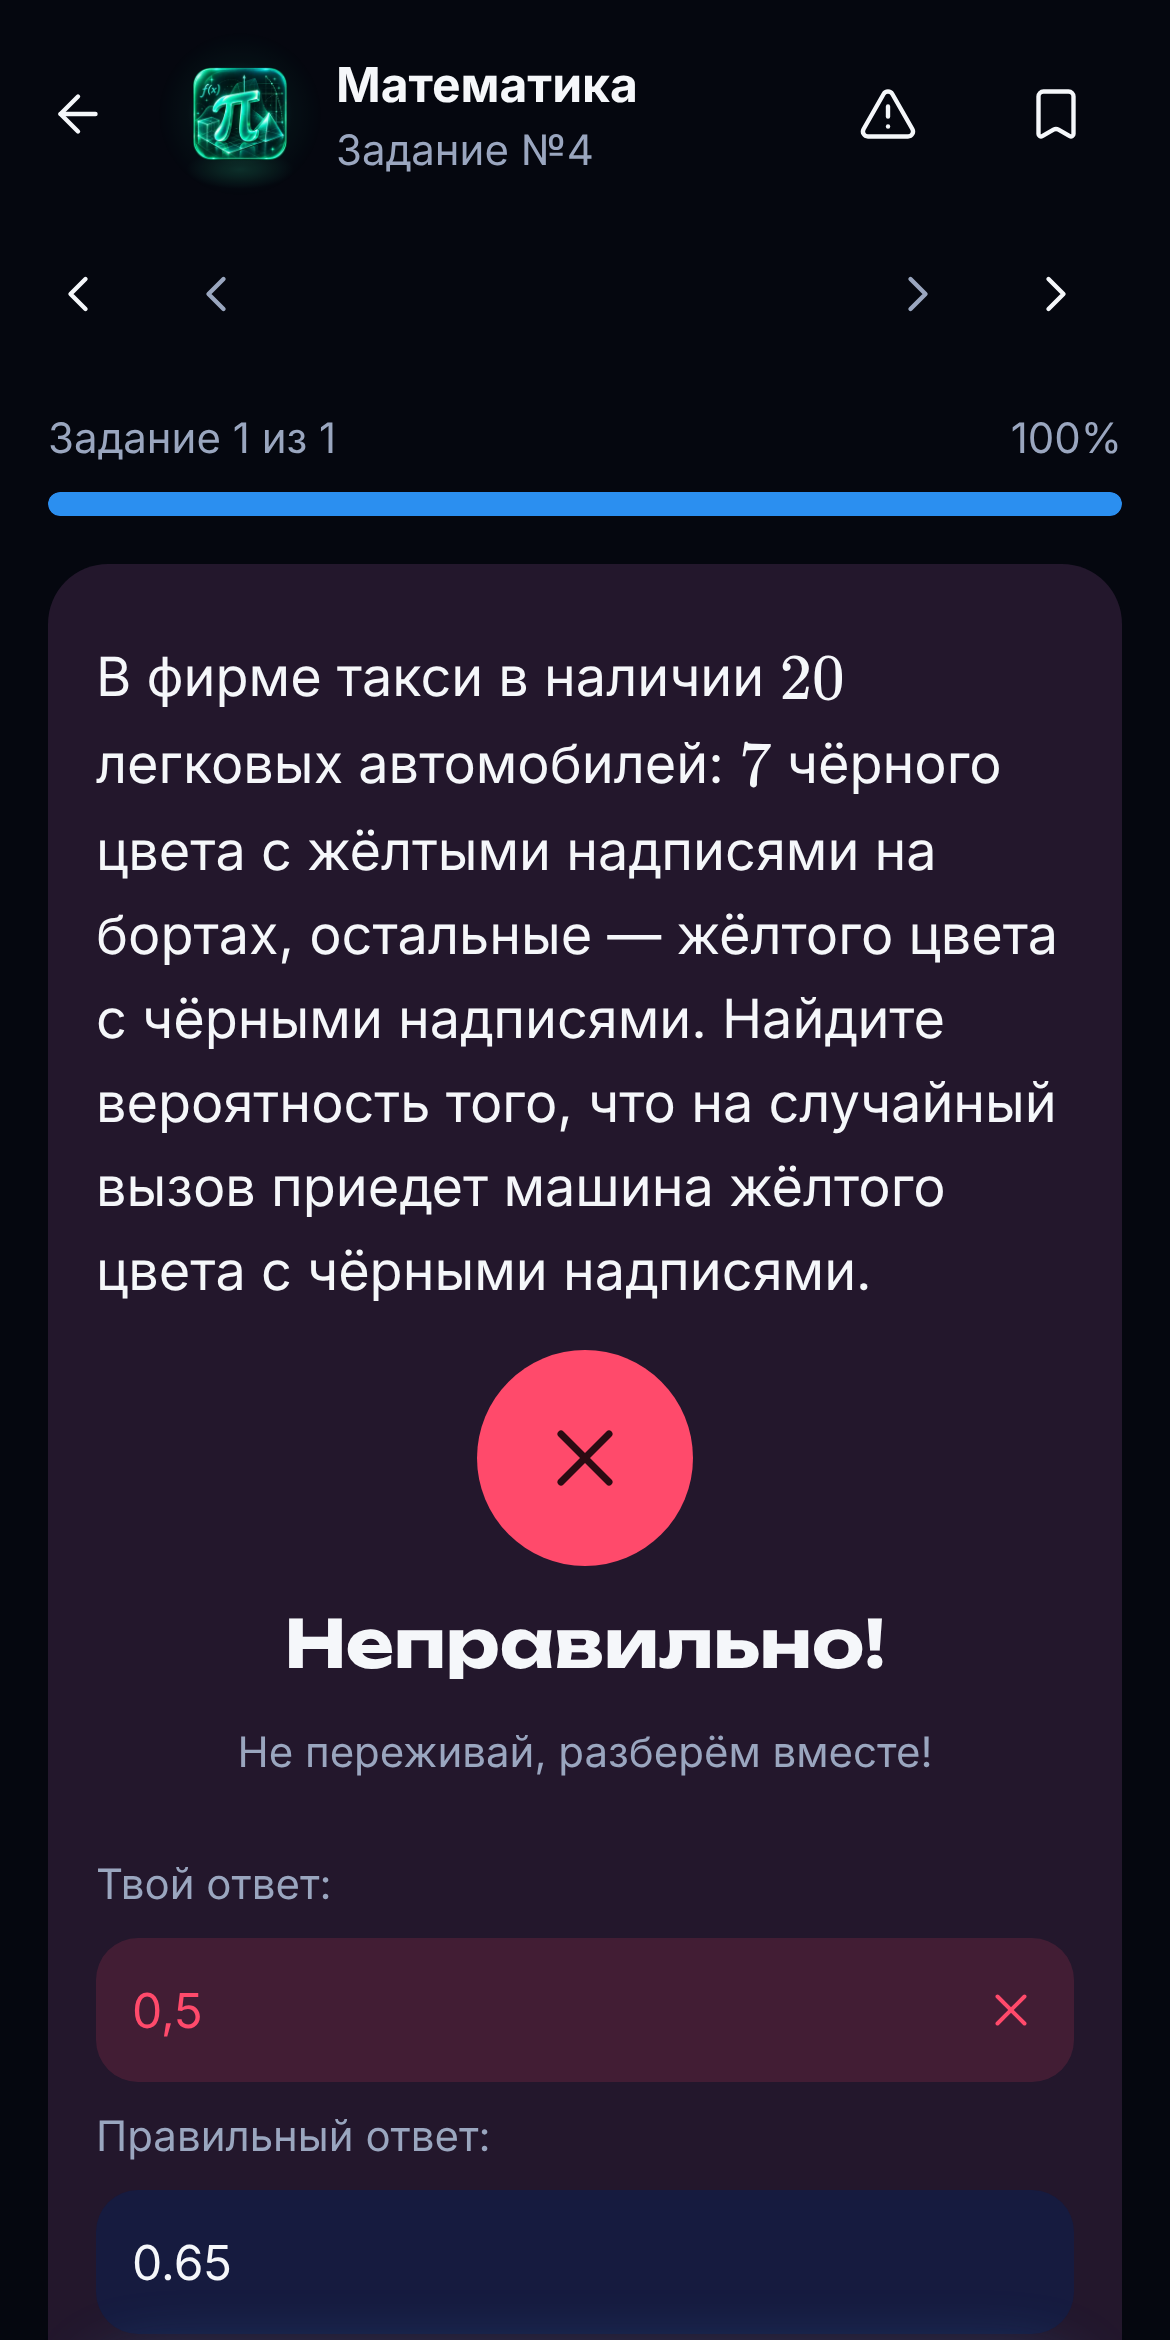 f(x)
π
Математика
Задание №4
Задание 1 из 1
100%
В фирме такси в наличии 20
легковых автомобилей: 7 чёрного
цвета с жёлтыми надписями на
бортах, остальные — жёлтого цвета
с чёрными надписями. Найдите
вероятность того, что на случайный
вызов приедет машина жёлтого
цвета с чёрными надписями.
Неправильно!
Не переживай, разберём вместе!
Твой ответ:
0,5
Правильный ответ:
0.65